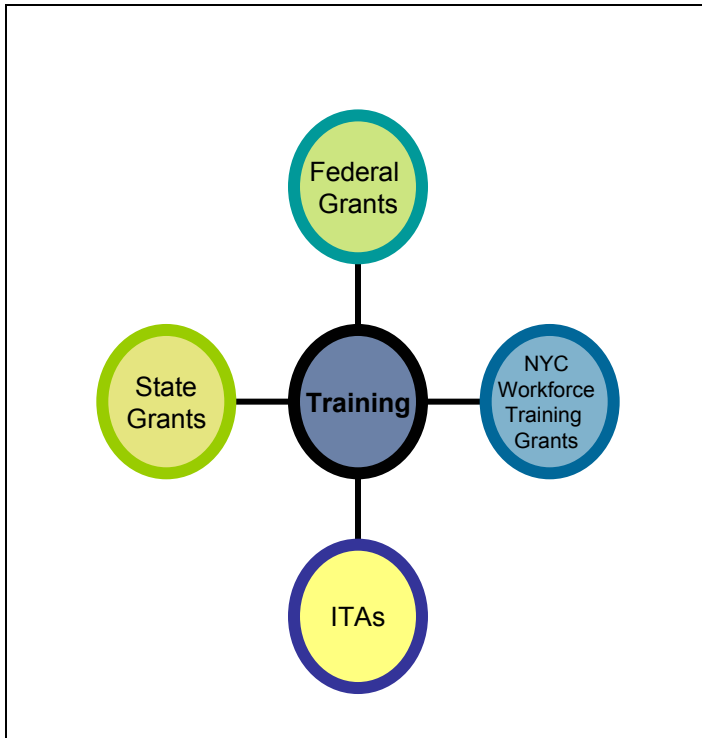 Federal
Grants
State
Grants
Training
NYC
Workforce
Training
Grants
ITAs